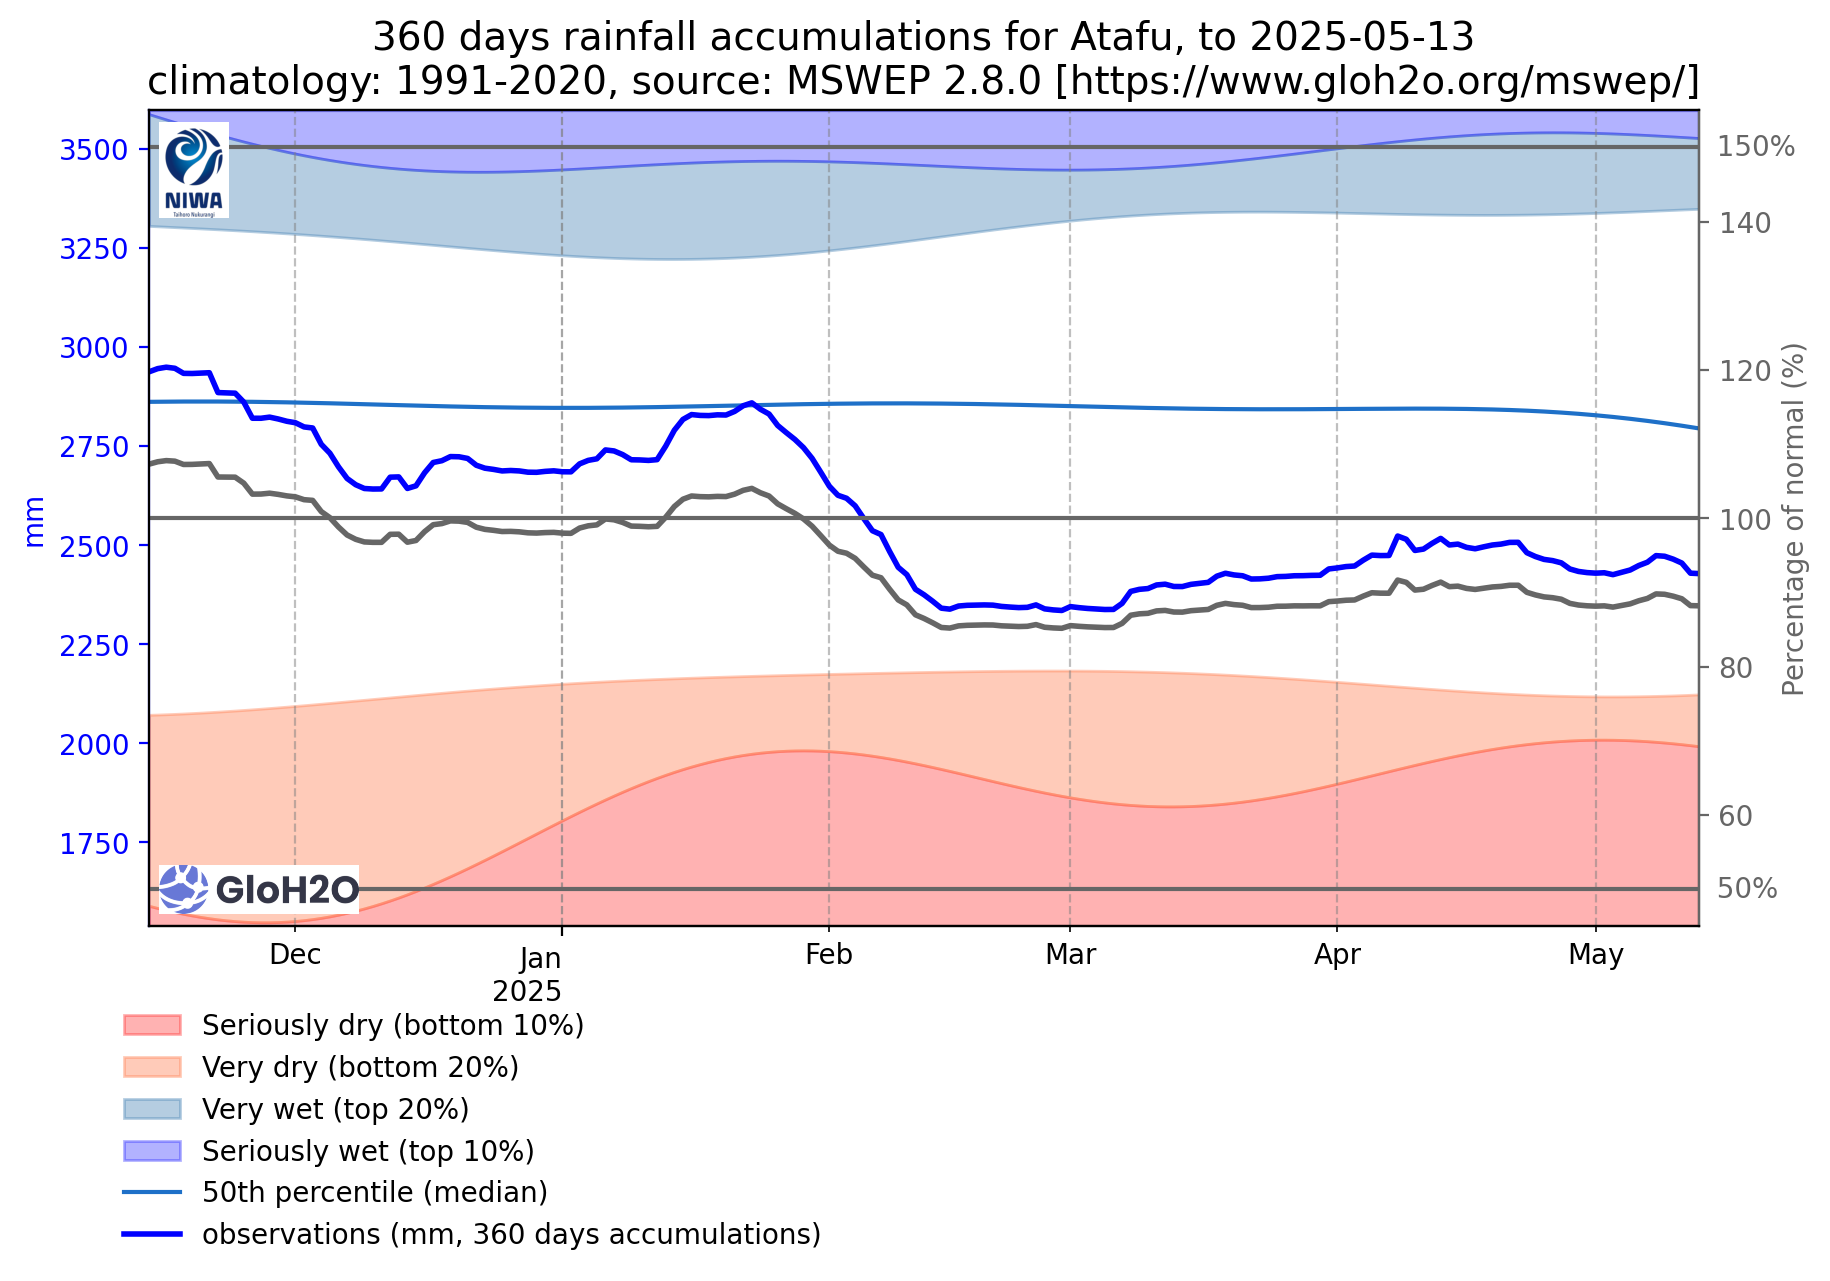 360 days rainfall accumulations for Atafu, to 2025-05-13
climatology: 1991-2020, source: MSWEP 2.8.0 [https://www.gloh2o.org/mswep/]
3500
3250
3000
2750
2500
2250
2000
1750
mm
NIWA
Taihoro Nukurangi
GloH2O
150%
140
120
100
80
60
50%
Percentage of normal (%)
Dec
Jan
2025
Feb
Mar
Apr
May
Seriously dry (bottom 10%)
Very dry (bottom 20%)
Very wet (top 20%)
Seriously wet (top 10%)
50th percentile (median)
observations (mm, 360 days accumulations)